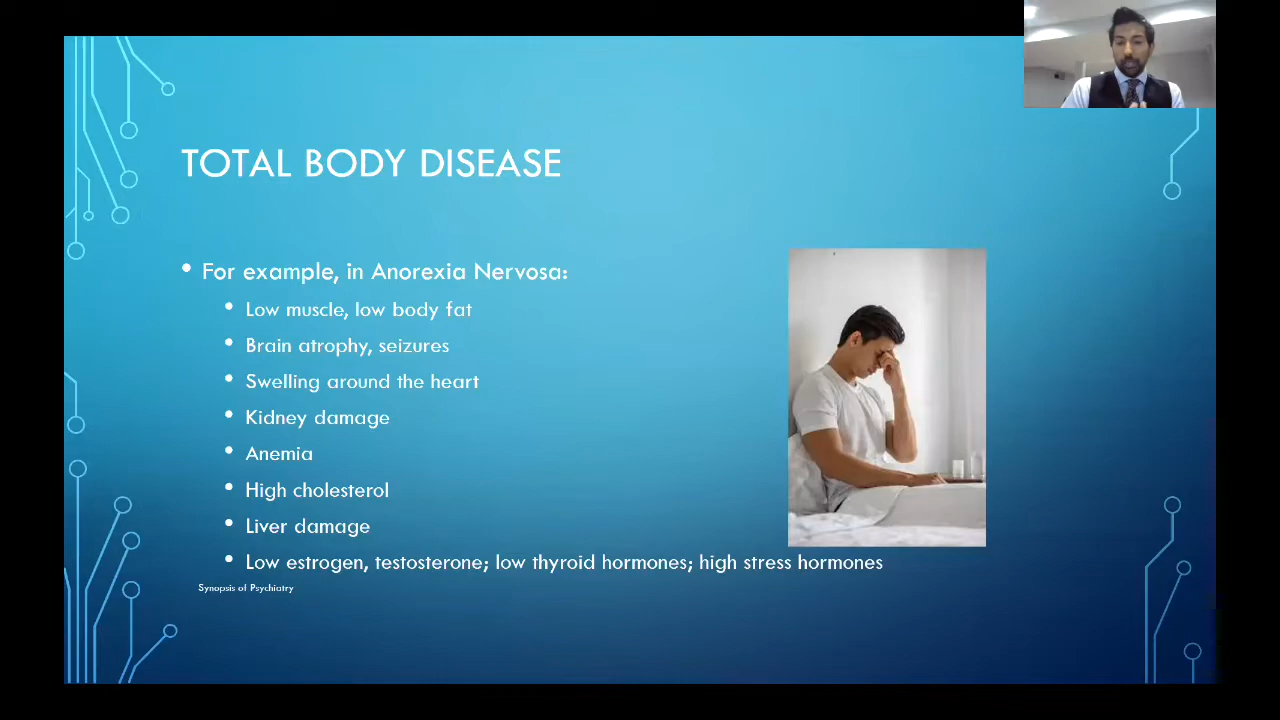 TOTAL BODY DISEASE
• For example, in Anorexia Nervosa:
• Low muscle, low body fat
• Brain atrophy, seizures
• Swelling around the heart
• Kidney damage
• Anemia
• High cholesterol
• Liver damage
• Low estrogen, testosterone; low thyroid hormones; high stress hormones
Synopsis of Psychiatry